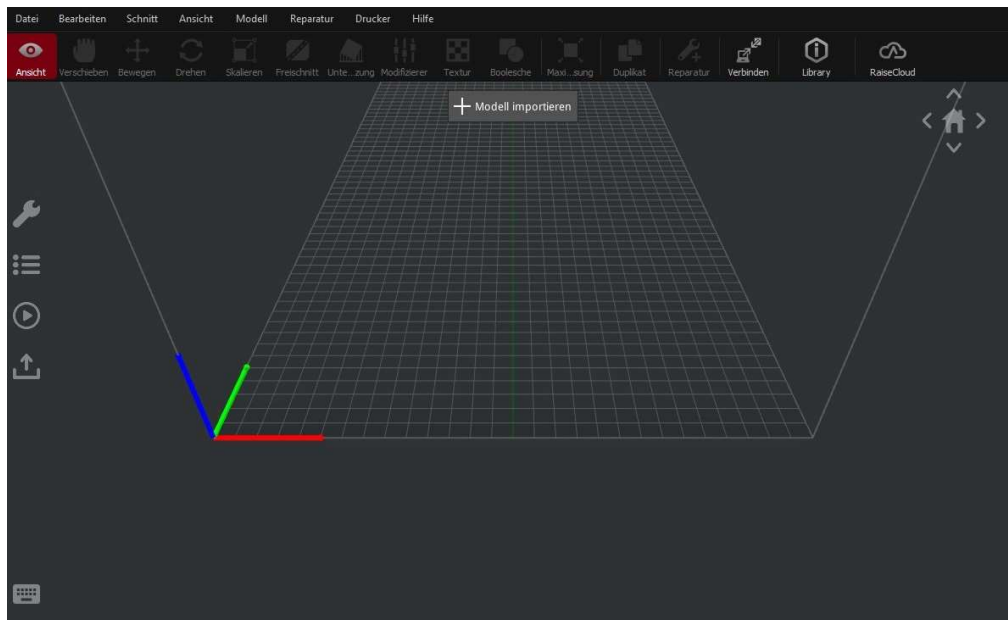 Datei Bearbeiten Schnitt Ansicht Modell Reparatur Drucker Hilfe
Ansicht Verschieben Bewegen Drehen Skalieren Freischnitt Unte...zung Modifizierer Textur Boolesche Maxi...sung Duplikat Reparatur Verbinden Library RaiseCloud
Modell importieren